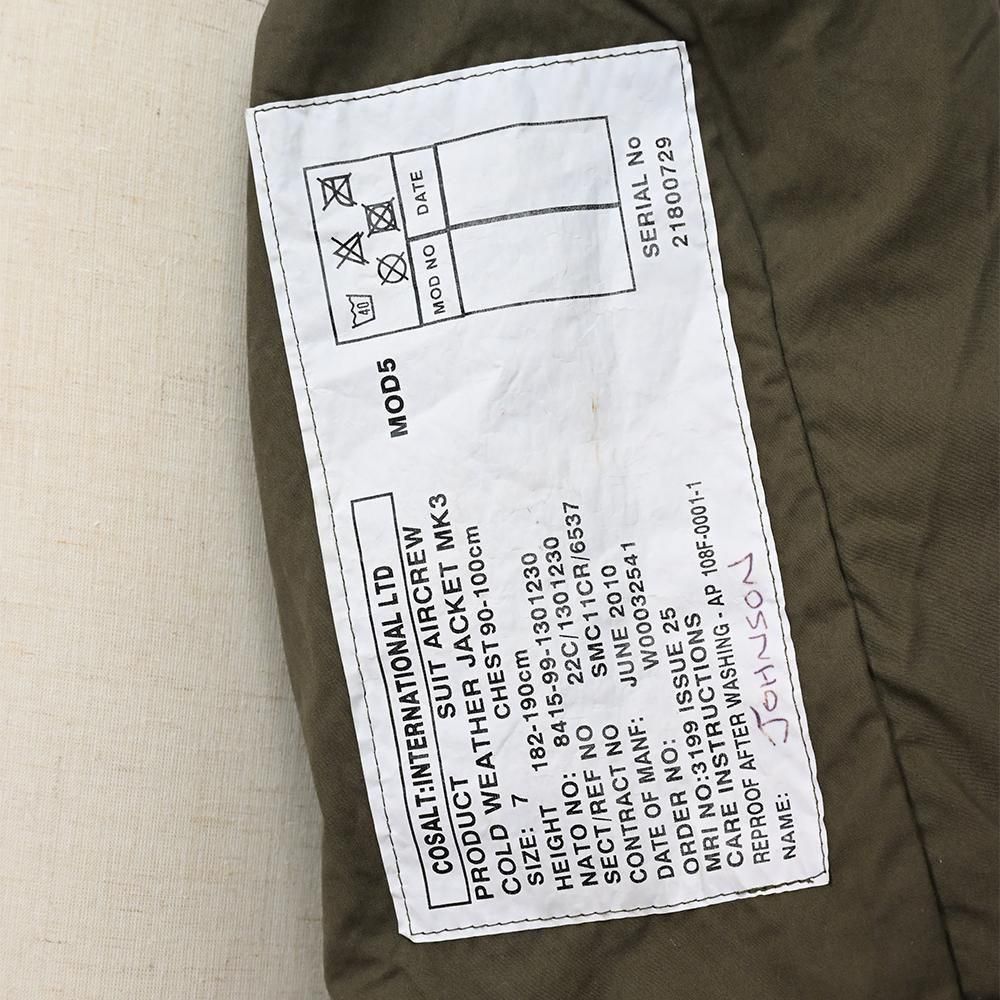 COSALT:INTERNATIONAL LTD
PRODUCT SUIT AIRCREW
COLD WEATHER JACKET MK3
SIZE: 7 CHEST90-100cm
HEIGHT 182-190cm
NATO NO: 8415-99-1301230
SECT/REF NO 22C/1301230
CONTRACT NO SMC11CR/6537
DATE OF MANF: JUNE 2010
ORDER NO: W00032541
MRI NO:3199 ISSUE 25
CARE INSTRUCTIONS
REPROOF AFTER WASHING - AP 108F-0001-1
NAME: JOHNSON
MOD5
40
MOD NO DATE
SERIAL No
21800729